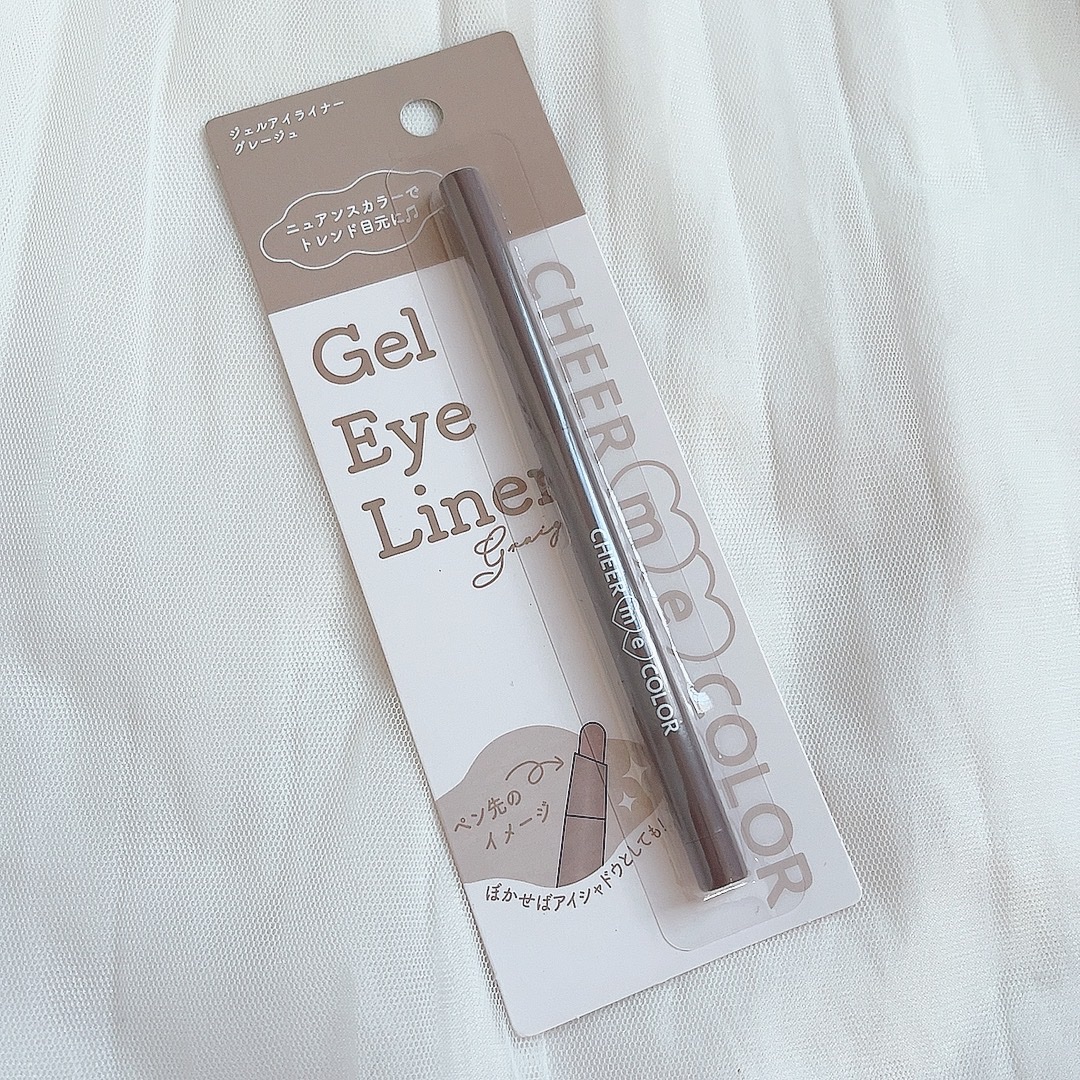 ジェルアイライナー
グレージュ
ニュアンスカラーで
トレンド目元に♫
Gel
Eye
Liner
CHEER me COLOR
CHEER me COLOR
ペン先の
イメージ
ぼかせばアイシャドウとしても!